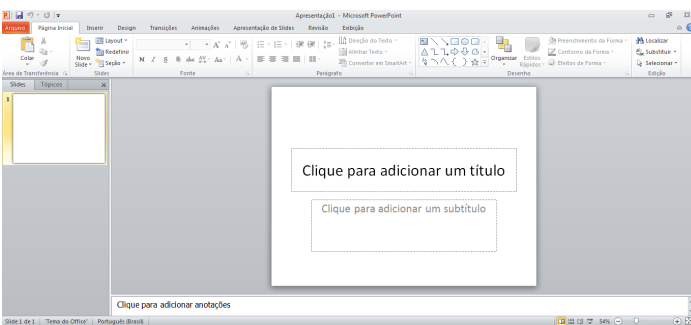 Apresentação1 - Microsoft PowerPoint
Arquivo Página Inicial Inserir Design Transições Animações Apresentação de Slides Revisão Exibição
Colar
Novo Slide
Layout
Redefinir
Seção
N I S S abe AV Aa A
Direção do Texto
Alinhar Texto
Converter em SmartArt
Organizar
Estilos Rápidos
Preenchimento da Forma
Contorno da Forma
Efeitos de Forma
Localizar
Substituir
Selecionar
Área de Transferência Slides Fonte Parágrafo Desenho Edição
Slides Tópicos
1
Clique para adicionar um título
Clique para adicionar um subtítulo
Clique para adicionar anotações
Slide 1 de 1 "Tema do Office" Português (Brasil) 54%